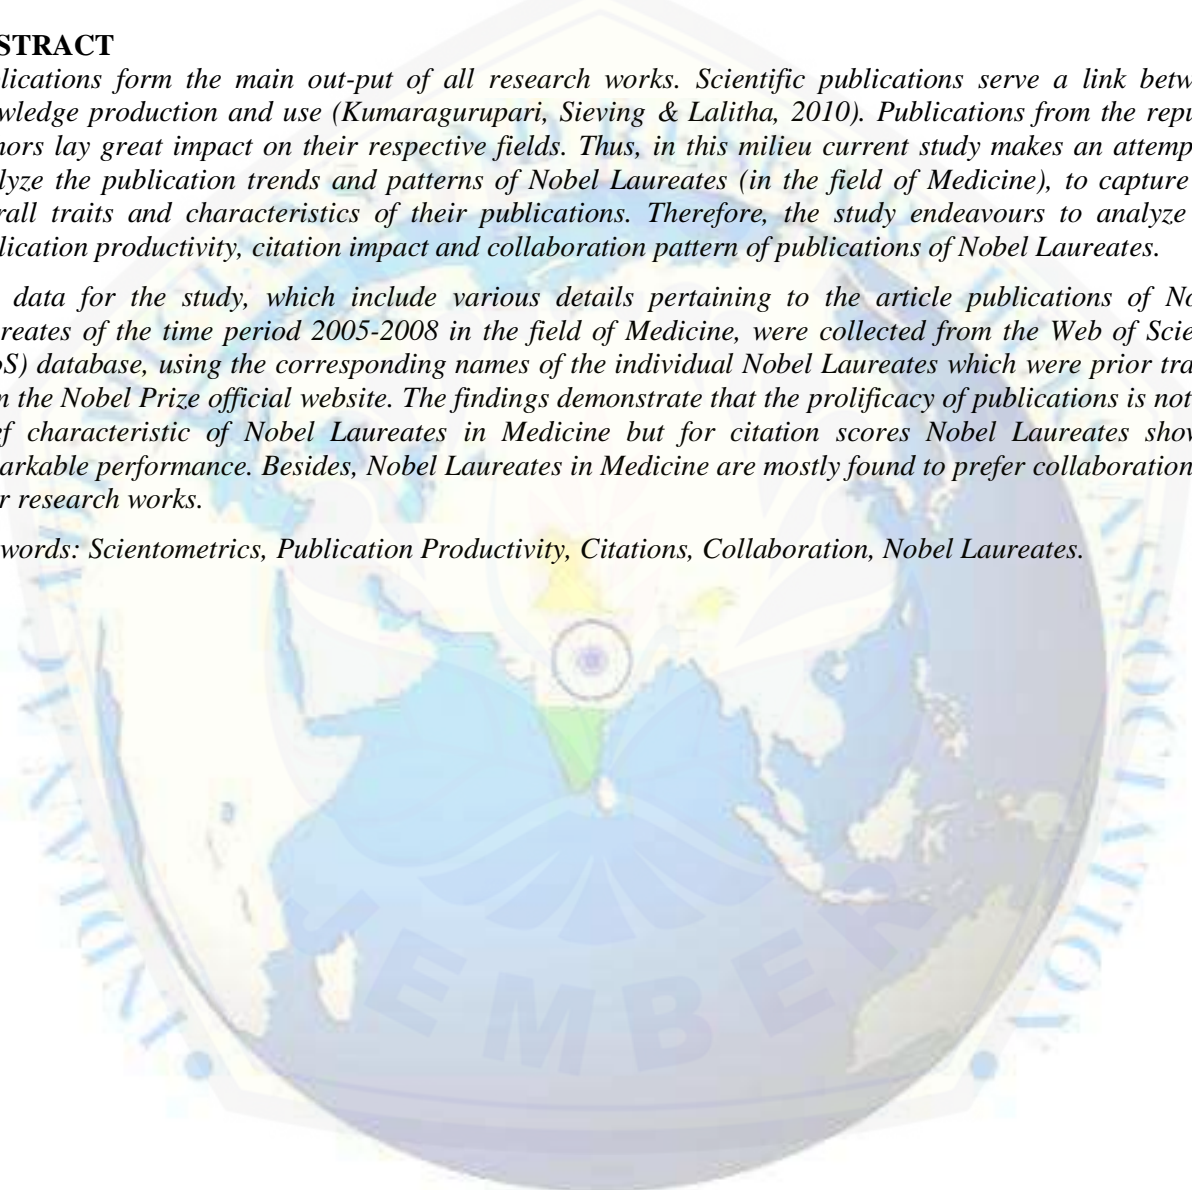 STRACT
lications form the main out-put of all research works. Scientific publications serve a link betw
wledge production and use (Kumaragurupari, Sieving & Lalitha, 2010). Publications from the repu
hors lay great impact on their respective fields. Thus, in this milieu current study makes an attemp
lyze the publication trends and patterns of Nobel Laureates (in the field of Medicine), to capture
rall traits and characteristics of their publications. Therefore, the study endeavours to analyze
lication productivity, citation impact and collaboration pattern of publications of Nobel Laureates.
data for the study, which include various details pertaining to the article publications of No
reates of the time period 2005-2008 in the field of Medicine, were collected from the Web of Scie
oS) database, using the corresponding names of the individual Nobel Laureates which were prior tra
m the Nobel Prize official website. The findings demonstrate that the prolificacy of publications is not
ef characteristic of Nobel Laureates in Medicine but for citation scores Nobel Laureates show
arkable performance. Besides, Nobel Laureates in Medicine are mostly found to prefer collaboration
r research works.
words: Scientometrics, Publication Productivity, Citations, Collaboration, Nobel Laureates.
ASSOCIATION
INDIAN
MEMBER